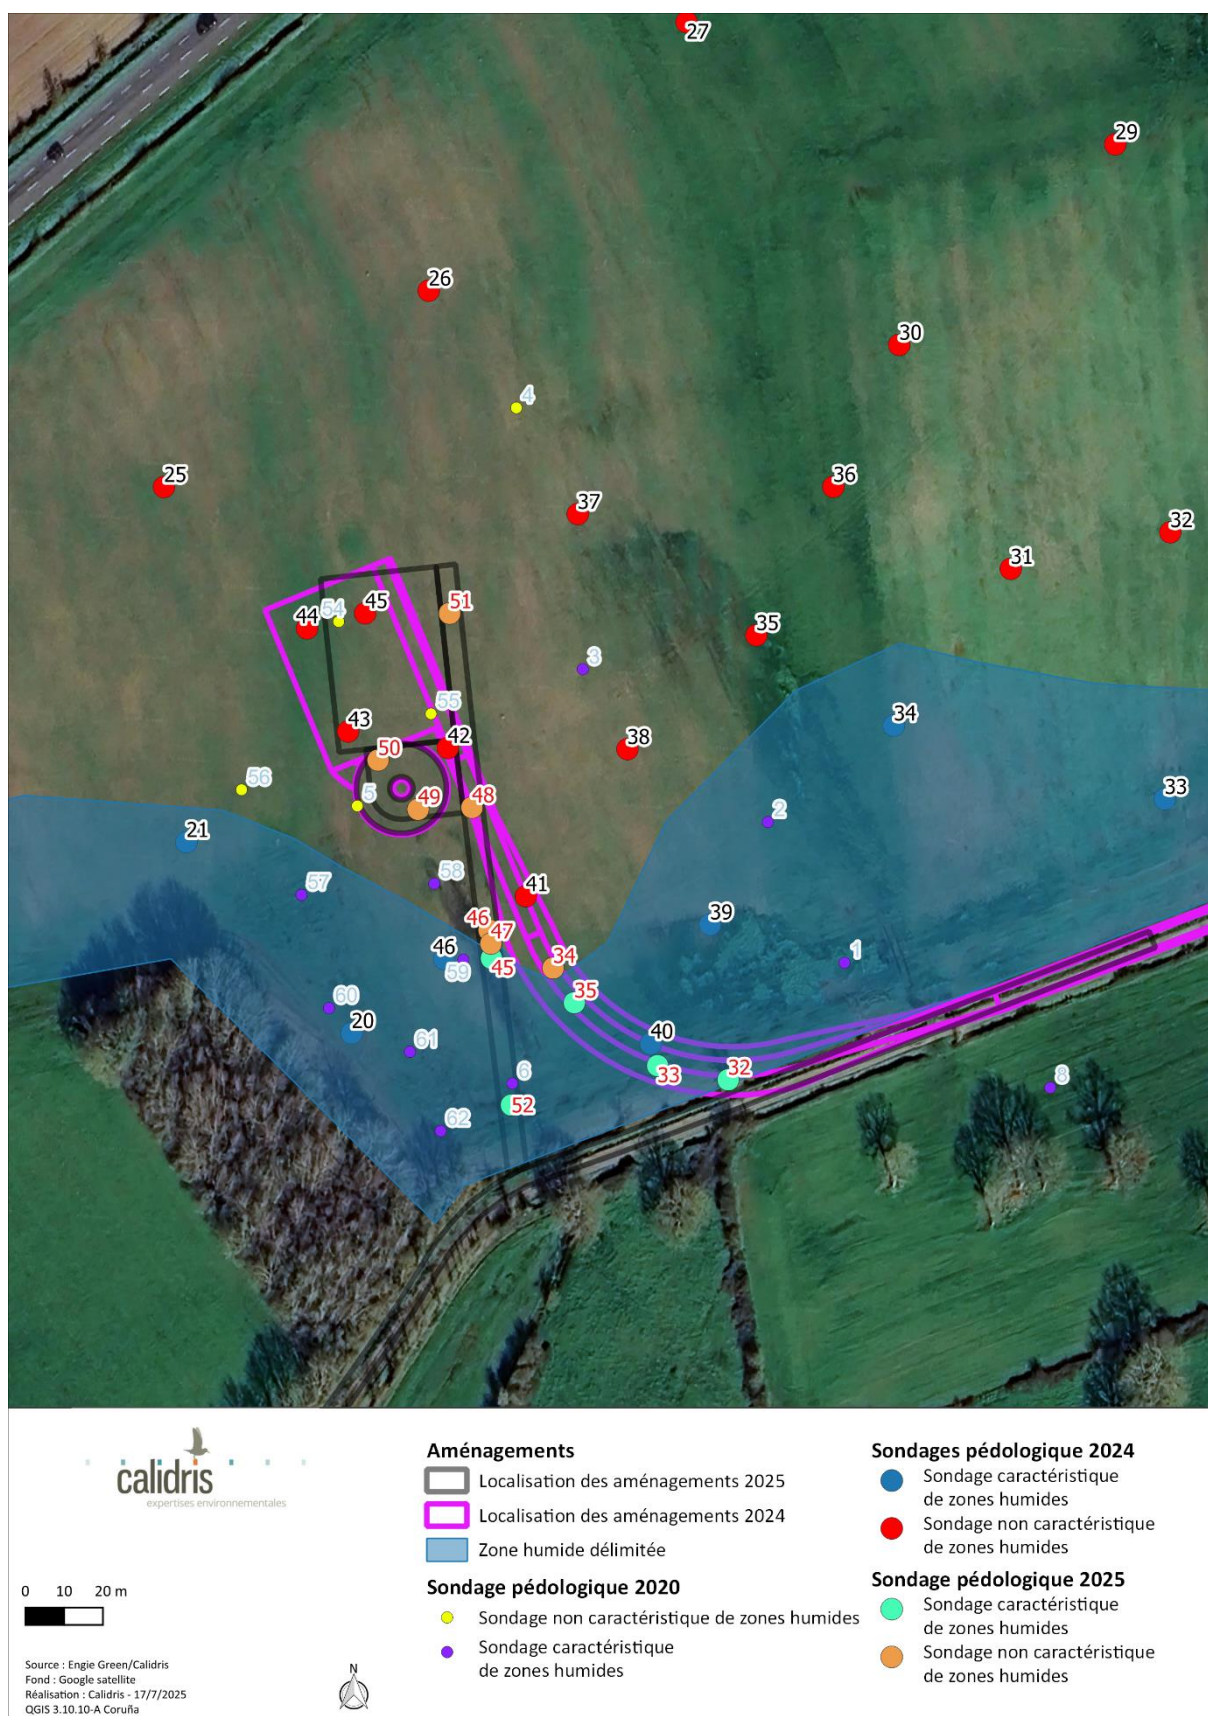 27
29
26
30
4
25
36
37
32
31
51
45
54
44
35
3
55
34
43
42
38
50
33
56
5
49
48
2
21
58
57
41
46
39
47
46
59
45
34
1
35
60
20
40
61
33
32
6
8
52
62
calidris
expertises environnementales
0 10 20 m
Source : Engie Green/Calidris
Fond : Google satellite
Réalisation : Calidris - 17/7/2025
QGIS 3.10.10-A Coruña
N
Aménagements
Localisation des aménagements 2025
Localisation des aménagements 2024
Zone humide délimitée
Sondage pédologique 2020
Sondage non caractéristique de zones humides
Sondage caractéristique
de zones humides
Sondages pédologique 2024
Sondage caractéristique
de zones humides
Sondage non caractéristique
de zones humides
Sondage pédologique 2025
Sondage caractéristique
de zones humides
Sondage non caractéristique
de zones humides